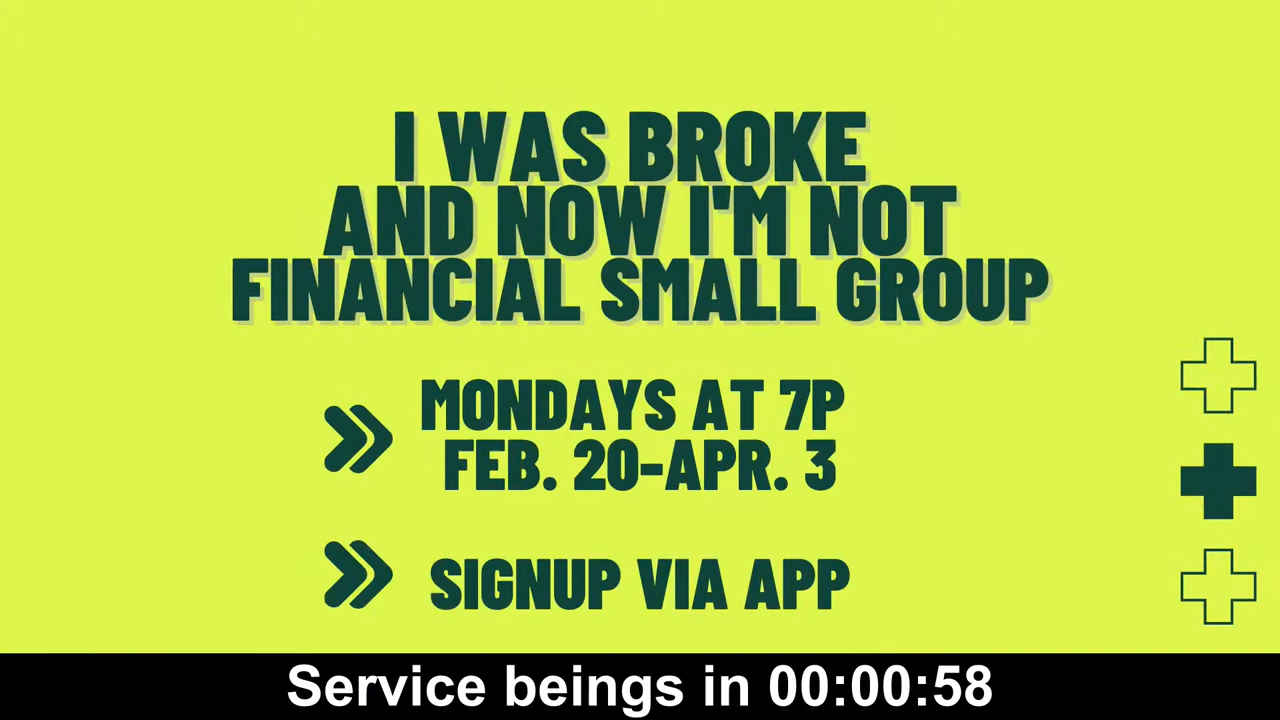 I WAS BROKE
AND NOW I'M NOT
FINANCIAL SMALL GROUP
MONDAYS AT 7P
FEB. 20-APR. 3
SIGNUP VIA APP
Service beings in 00:00:58